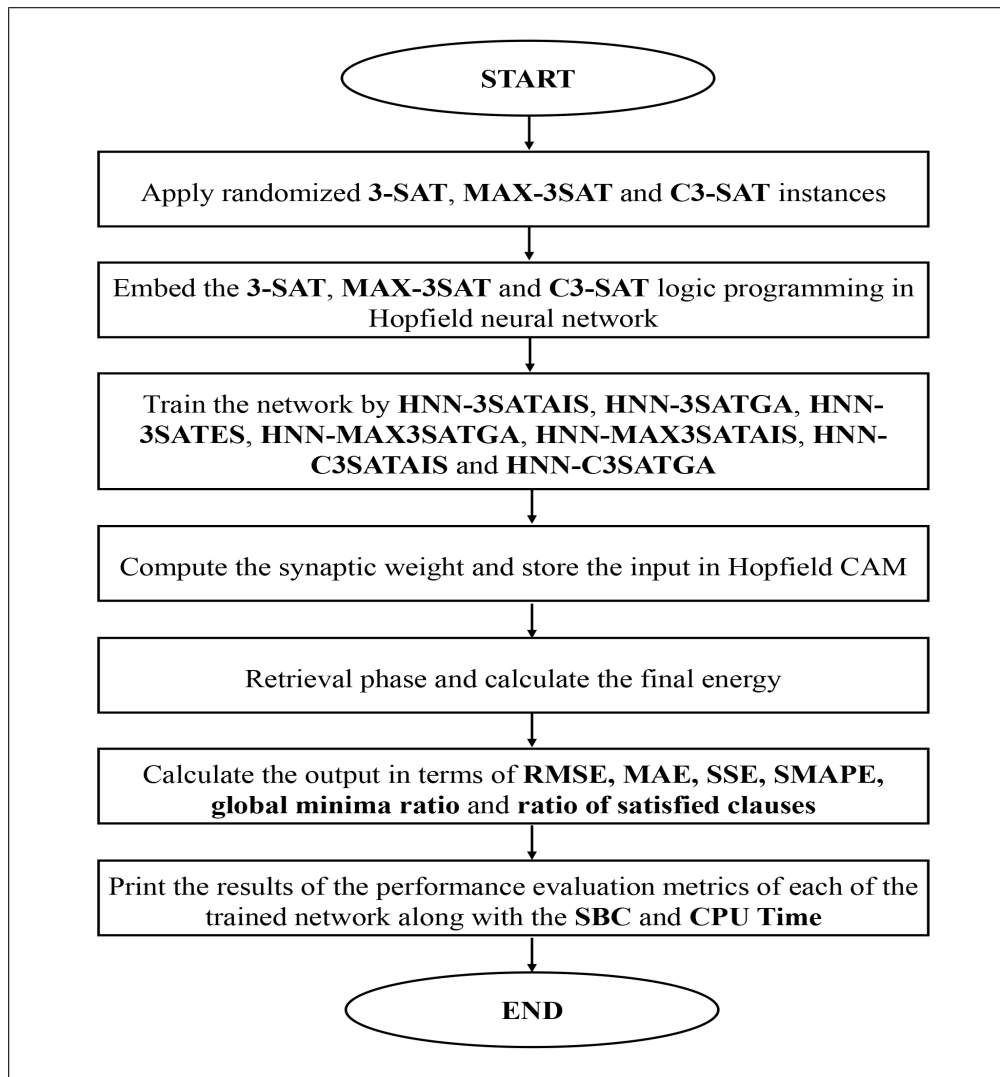 START
Apply randomized 3-SAT, MAX-3SAT and C3-SAT instances
Embed the 3-SAT, MAX-3SAT and C3-SAT logic programming in
Hopfield neural network
Train the network by HNN-3SATAIS, HNN-3SATGA, HNN-
3SATES, HNN-MAX3SATGA, HNN-MAX3SATAIS, HNN-
C3SATAIS and HNN-C3SATGA
Compute the synaptic weight and store the input in Hopfield CAM
Retrieval phase and calculate the final energy
Calculate the output in terms of RMSE, MAE, SSE, SMAPE,
global minima ratio and ratio of satisfied clauses
Print the results of the performance evaluation metrics of each of the
trained network along with the SBC and CPU Time
END